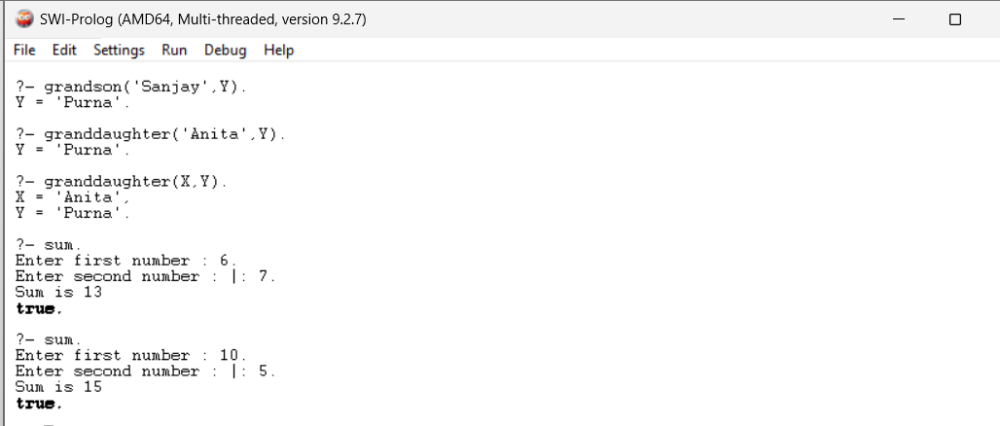 SWI-Prolog (AMD64, Multi-threaded, version 9.2.7)
File Edit Settings Run Debug Help
?- grandson('Sanjay',Y).
Y = 'Purna'.
?- granddaughter('Anita',Y).
Y = 'Purna'.
?- granddaughter(X,Y).
X = 'Anita',
Y = 'Purna'.
?- sum.
Enter first number : 6.
Enter second number : |: 7.
Sum is 13
true.
?- sum.
Enter first number : 10.
Enter second number : |: 5.
Sum is 15
true.